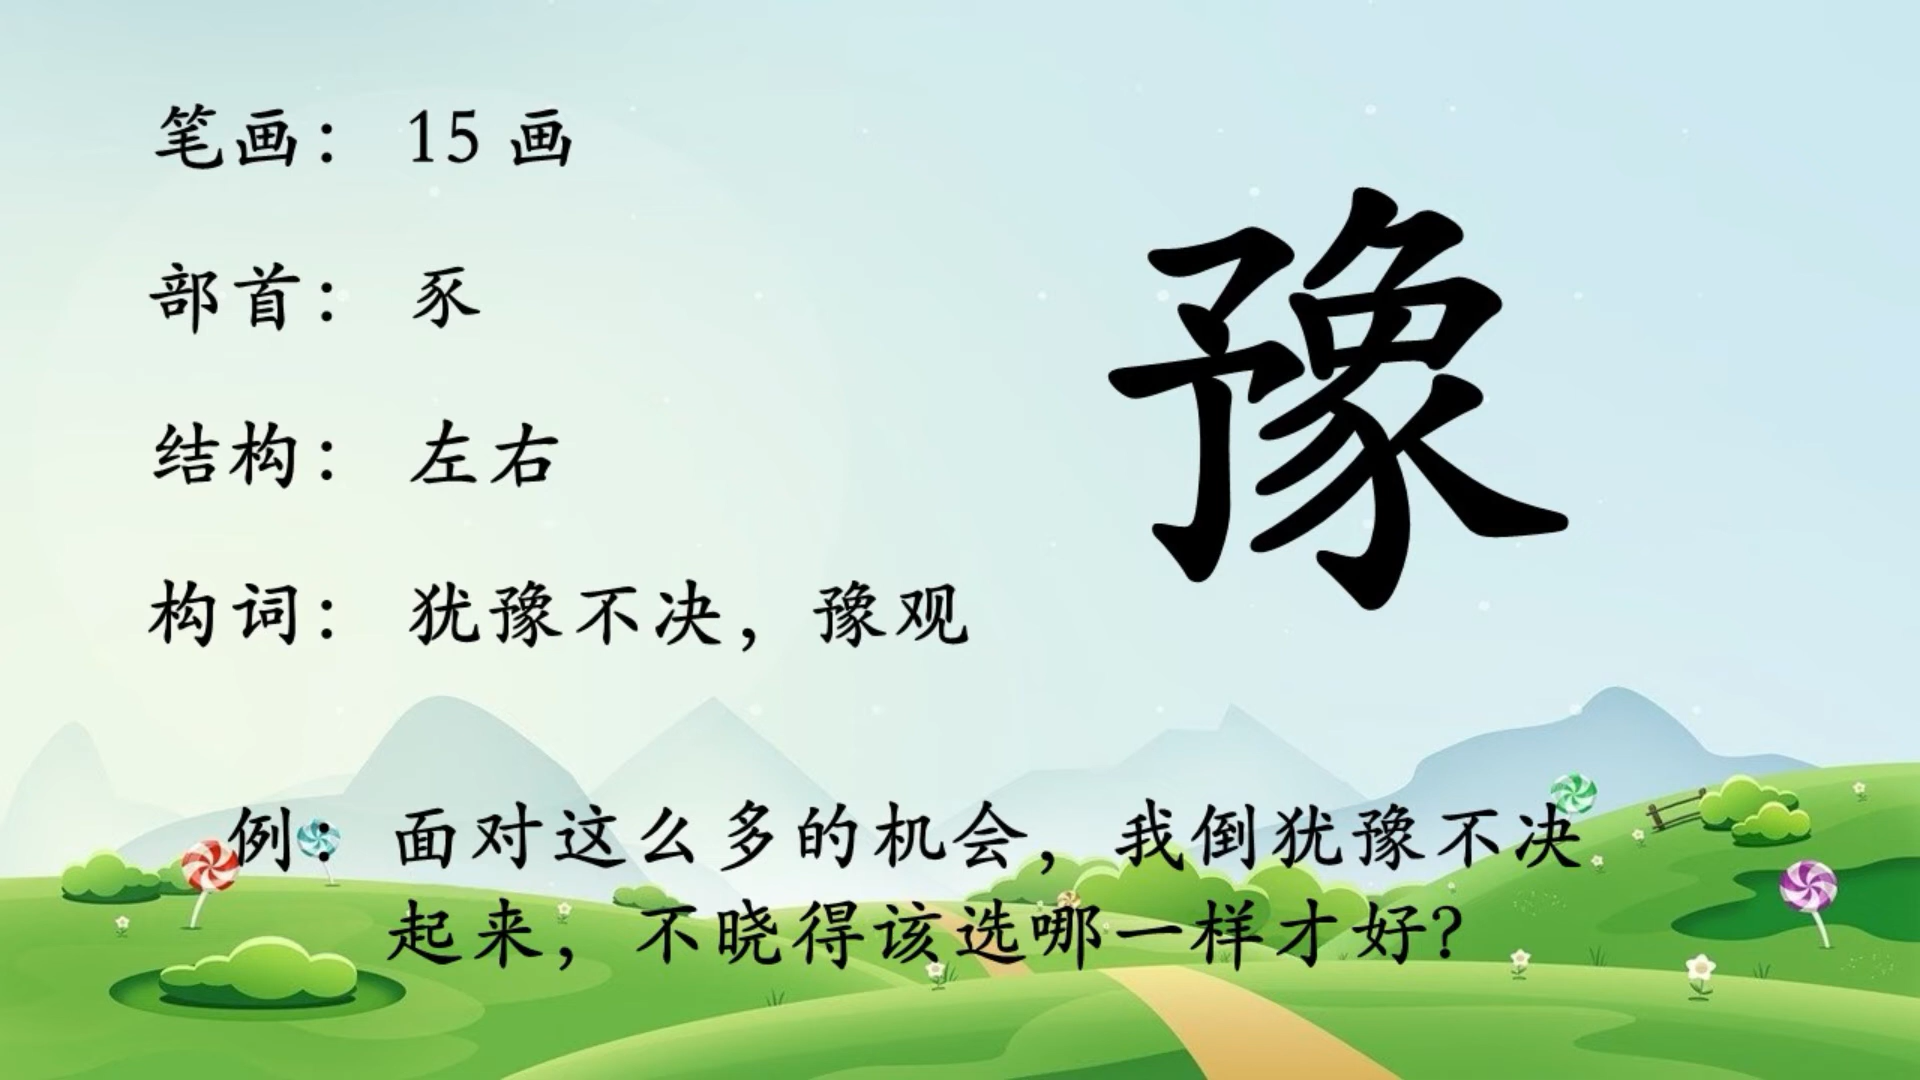 笔画： 15 画
部首： 豕
结构： 左右
构词： 犹豫不决，豫观
豫
例：面对这么多的机会，我倒犹豫不决
起来，不晓得该选哪一样才好？